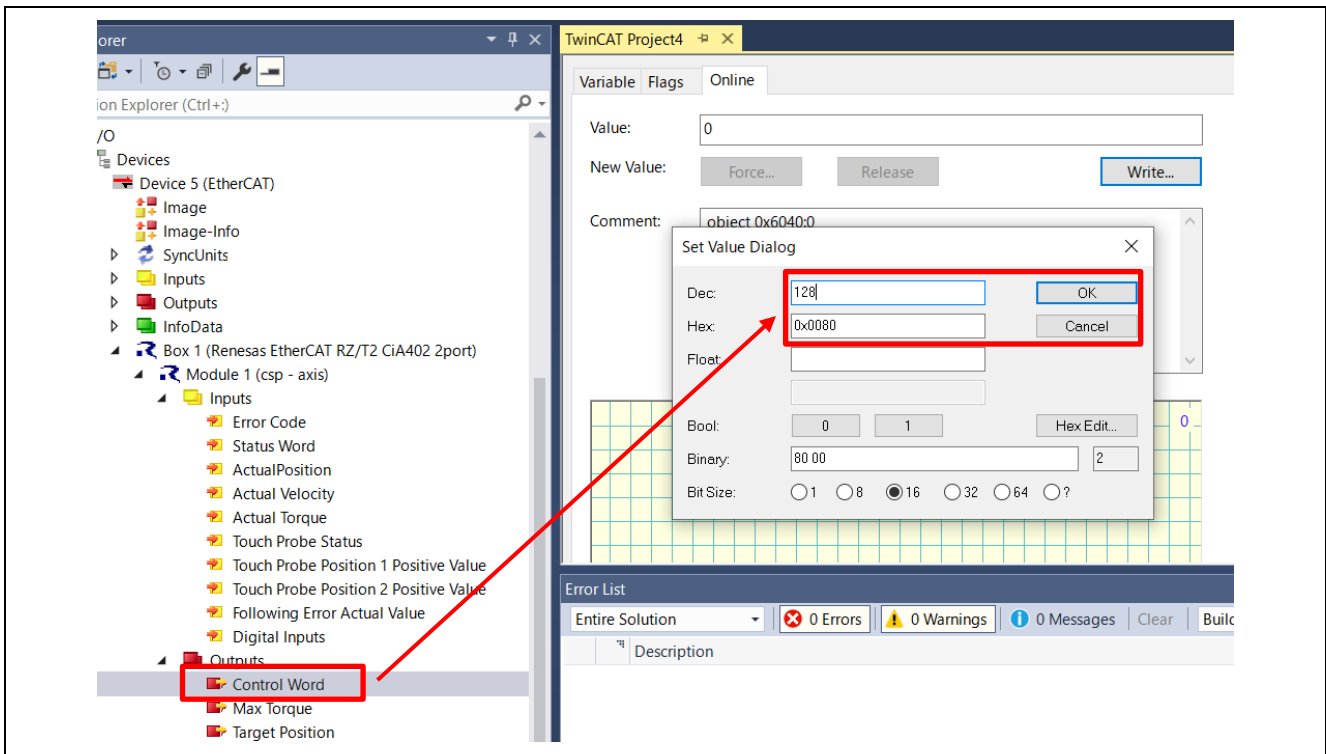 orer
ion Explorer (Ctrl+:)
/O
Devices
Device 5 (EtherCAT)
Image
Image-Info
SyncUnits
Inputs
Outputs
InfoData
Box 1 (Renesas EtherCAT RZ/T2 CiA402 2port)
Module 1 (csp - axis)
Inputs
Error Code
Status Word
ActualPosition
Actual Velocity
Actual Torque
Touch Probe Status
Touch Probe Position 1 Positive Value
Touch Probe Position 2 Positive Value
Following Error Actual Value
Digital Inputs
Outputs
Control Word
Max Torque
Target Position
TwinCAT Project4
Variable Flags Online
Value: 0
New Value: Force... Release Write...
Comment: object 0x6040:0
Set Value Dialog
Dec: 128 OK
Hex: 0x0080 Cancel
Float:
Bool: 0 1 Hex Edit...
Binary: 80 00 2
Bit Size: 1 8 16 32 64 ?
0
Error List
Entire Solution 0 Errors 0 Warnings 0 Messages Clear Builc
Description